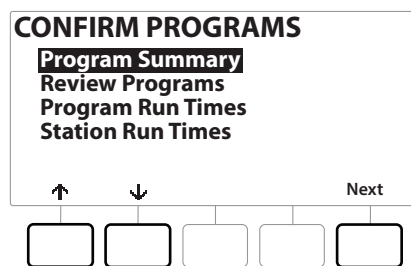 CONFIRM PROGRAMS
Program Summary
Review Programs
Program Run Times
Station Run Times
Next